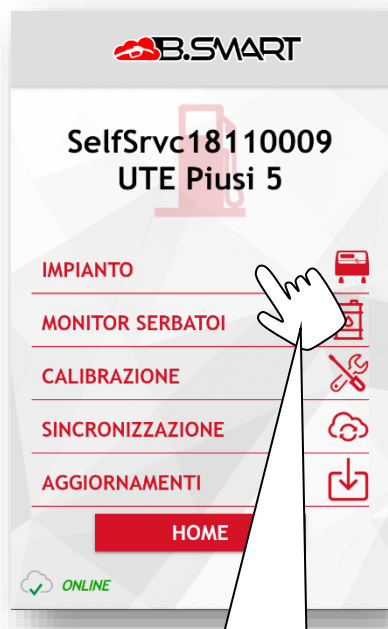 B.SMART
SelfSrvc18110009
UTE Piusi 5
IMPIANTO
MONITOR SERBATOI
CALIBRAZIONE
SINCRONIZZAZIONE
AGGIORNAMENTI
HOME
ONLINE